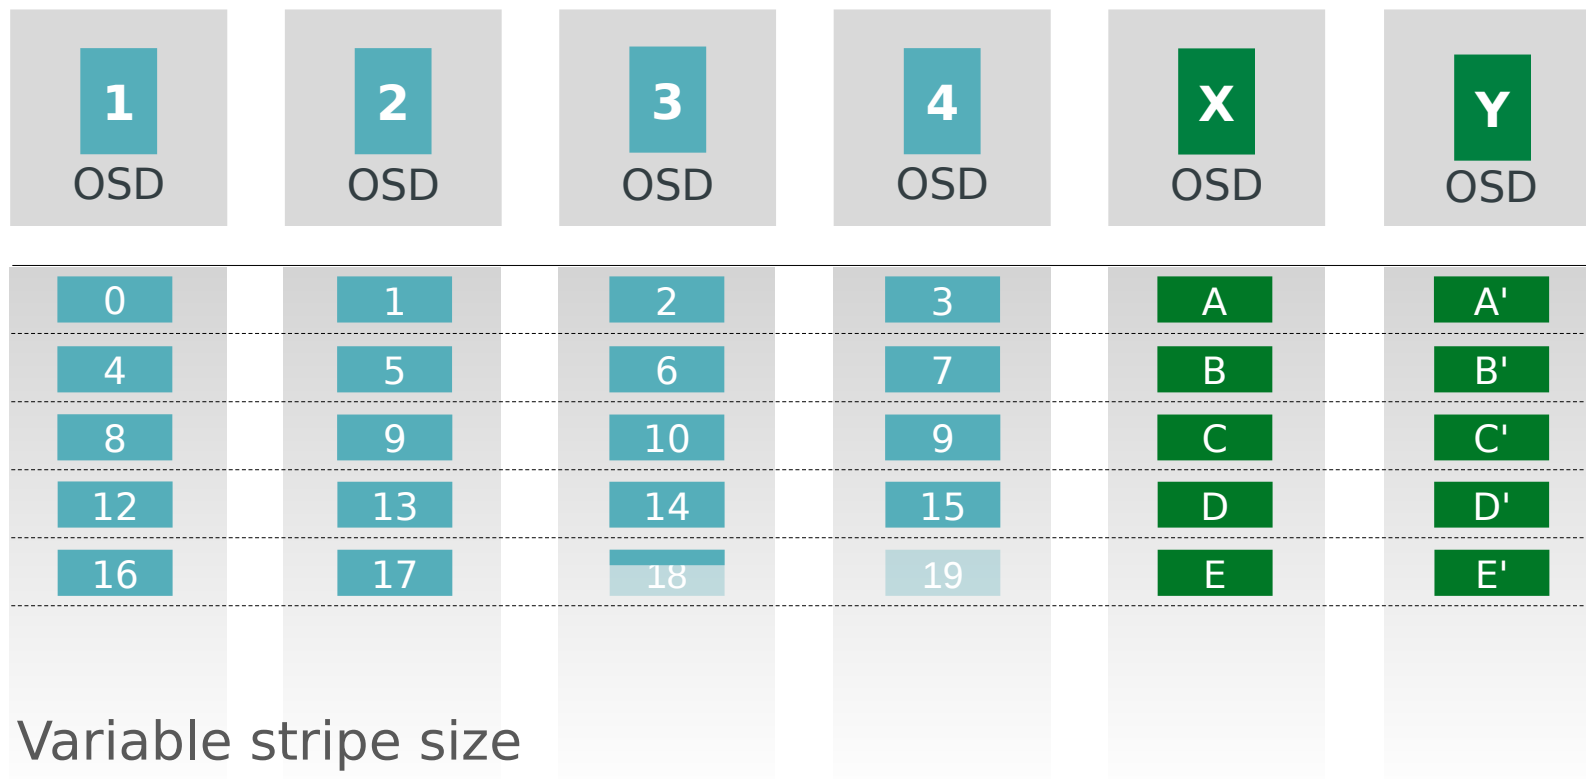 1 2 3 4 X Y
OSD OSD OSD OSD OSD OSD
0 1 2 3 A A'
4 5 6 7 B B'
8 9 10 9 C C'
12 13 14 15 D D'
16 17 18 19 E E'
Variable stripe size